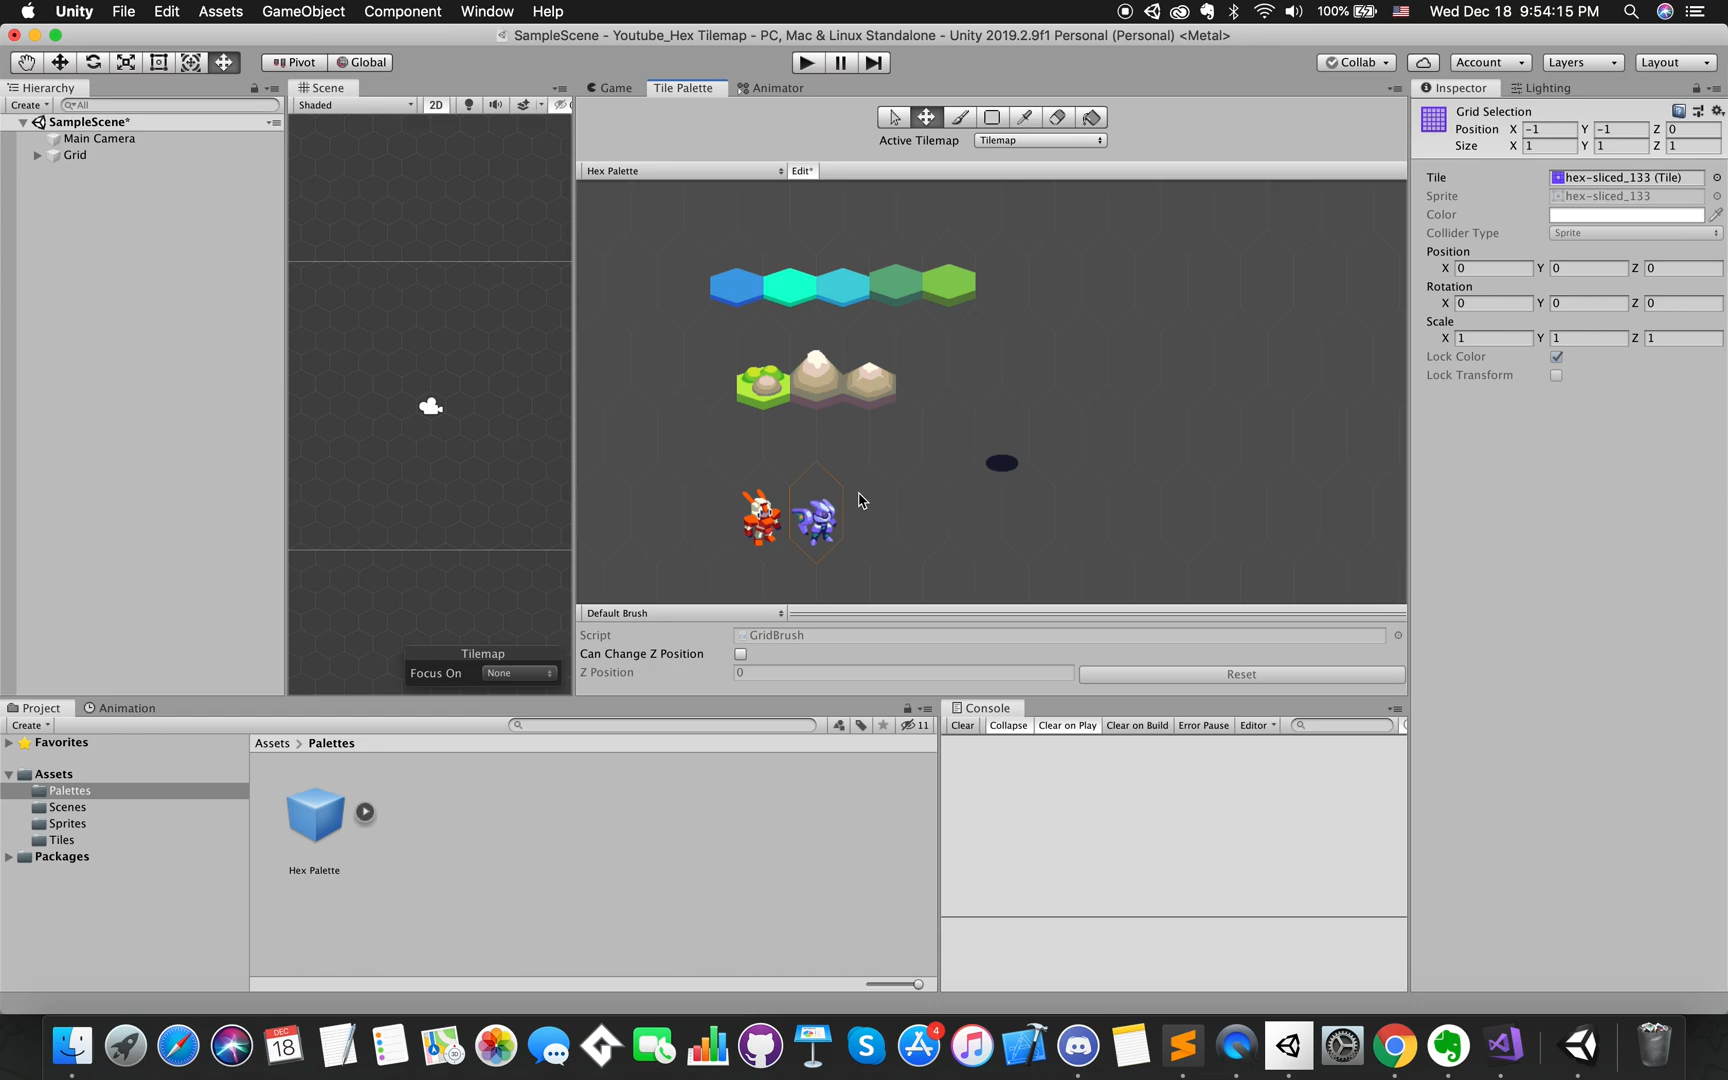 Unity File Edit Assets GameObject Component Window Help 100% Wed Dec 18 9:54:15 PM
SampleScene - Youtube_Hex Tilemap - PC, Mac & Linux Standalone - Unity 2019.2.9f1 Personal (Personal) <Metal>
Pivot Global Collab Account Layers Layout
Hierarchy
Create All
SampleScene*
Main Camera
Grid
Scene
Shaded 2D
Tilemap
Focus On None
Game Tile Palette Animator
Active Tilemap Tilemap
Hex Palette Edit*
Default Brush
Script GridBrush
Can Change Z Position
Z Position 0 Reset
Inspector Lighting
Grid Selection
Position X -1 Y -1 Z 0
Size X 1 Y 1 Z 1
Tile hex-sliced_133 (Tile)
Sprite hex-sliced_133
Color
Collider Type Sprite
Position
X 0 Y 0 Z 0
Rotation
X 0 Y 0 Z 0
Scale
X 1 Y 1 Z 1
Lock Color
Lock Transform
Project Animation
Create 11
Favorites
Assets
Palettes
Scenes
Sprites
Tiles
Packages
Assets > Palettes
Hex Palette
Console
Clear Collapse Clear on Play Clear on Build Error Pause Editor
DEC
18
3D
4